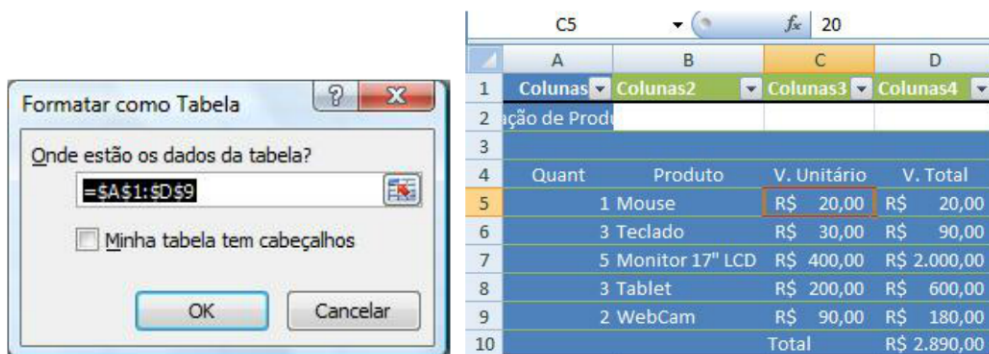 Formatar como Tabela
Onde estão os dados da tabela?
=$A$1:$D$9
Minha tabela tem cabeçalhos
OK Cancelar
C5 fx 20
A B C D
1 Colunas Colunas2 Colunas3 Colunas4
2 ação de Produ
3
4 Quant Produto V. Unitário V. Total
5 1 Mouse R$ 20,00 R$ 20,00
6 3 Teclado R$ 30,00 R$ 90,00
7 5 Monitor 17" LCD R$ 400,00 R$ 2.000,00
8 3 Tablet R$ 200,00 R$ 600,00
9 2 WebCam R$ 90,00 R$ 180,00
10 Total R$ 2.890,00